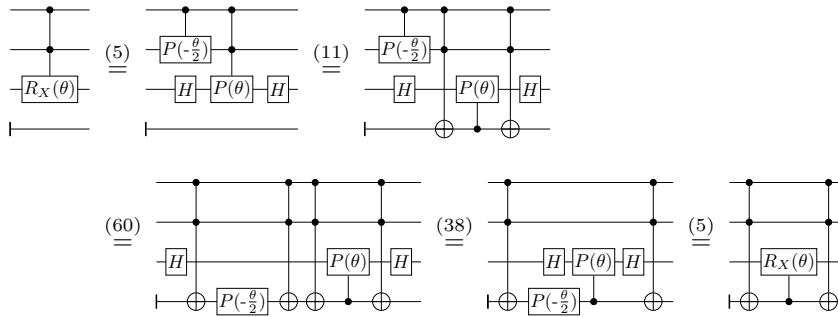 (5) (11)
= =
P(-θ/2) P(-θ/2)
R_X(θ) H P(θ) H H P(θ) H
(60) (38) (5)
= = =
H P(θ) H H P(θ) H R_X(θ)
P(-θ/2) P(-θ/2)